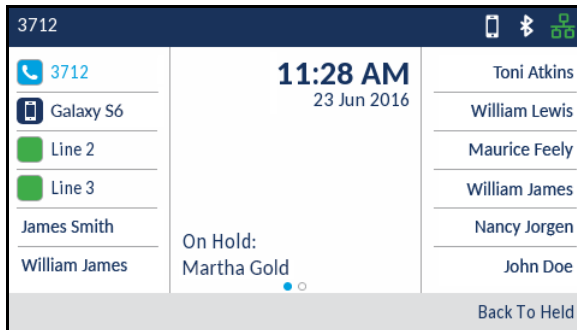 3712
3712
Galaxy S6
Line 2
Line 3
James Smith
William James
11:28 AM
23 Jun 2016
On Hold:
Martha Gold
Toni Atkins
William Lewis
Maurice Feely
William James
Nancy Jorgen
John Doe
Back To Held